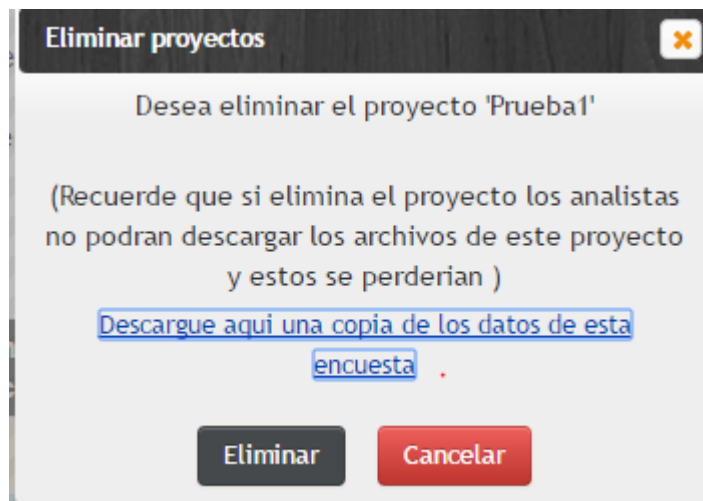 Eliminar proyectos
Desea eliminar el proyecto 'Prueba1'
(Recuerde que si elimina el proyecto los analistas
no podran descargar los archivos de este proyecto
y estos se perderian )
Descargue aqui una copia de los datos de esta
encuesta .
Eliminar Cancelar